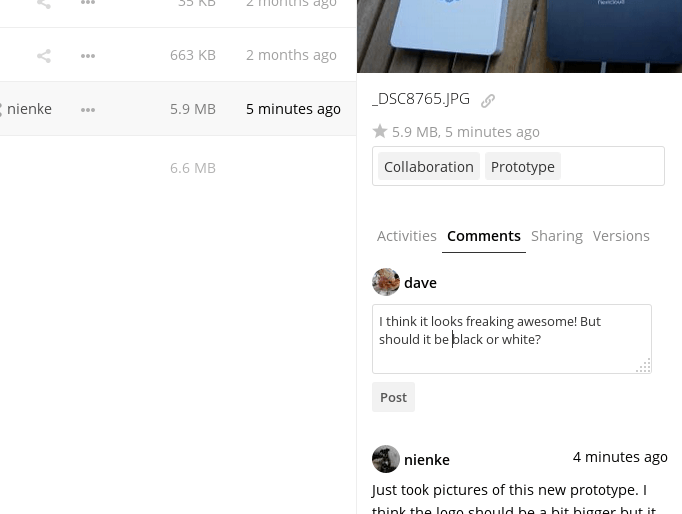 35 KB 2 months ago
663 KB 2 months ago
nienke 5.9 MB 5 minutes ago
6.6 MB
_DSC8765.JPG
5.9 MB, 5 minutes ago
Collaboration Prototype
Activities Comments Sharing Versions
dave
I think it looks freaking awesome! But
should it be black or white?
Post
nienke 4 minutes ago
Just took pictures of this new prototype. I
think the logo should be a bit bigger but it